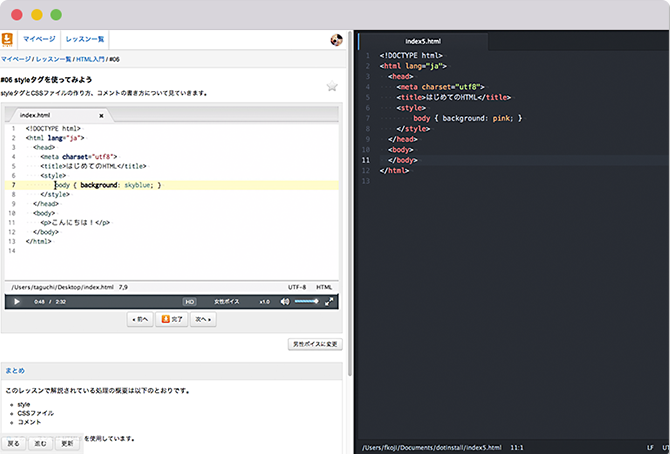 マイページ レッスン一覧
マイページ / レッスン一覧 / HTML入門 / #06
#06 styleタグを使ってみよう
styleタグとCSSファイルの作り方、コメントの書き方について見ていきます。
index.html ×
1 <!DOCTYPE html>
2 <html lang="ja">
3 <head>
4 <meta charset="utf8">
5 <title>はじめてのHTML</title>
6 <style>
7 body { background: skyblue; }
8 </style>
9 </head>
10 <body>
11 <p>こんにちは！</p>
12 </body>
13 </html>
14
/Users/taguchi/Desktop/index.html 7,9 UTF-8 HTML
0:48 / 2:32 HD 女性ボイス x1.0
« 前へ 完了 次へ »
男性ボイスに変更
まとめ
このレッスンで解説されている処理の概要は以下のとおりです。
style
CSSファイル
コメント
戻る 進む 更新 を使用しています。
index5.html
1 <!DOCTYPE html>
2 <html lang="ja">
3 <head>
4 <meta charset="utf8">
5 <title>はじめてのHTML</title>
6 <style>
7 body { background: pink; }
8 </style>
9 </head>
10 <body>
11 </body>
12 </html>
13
/Users/fkoji/Documents/dotinstall/index5.html 11:1 LF UT